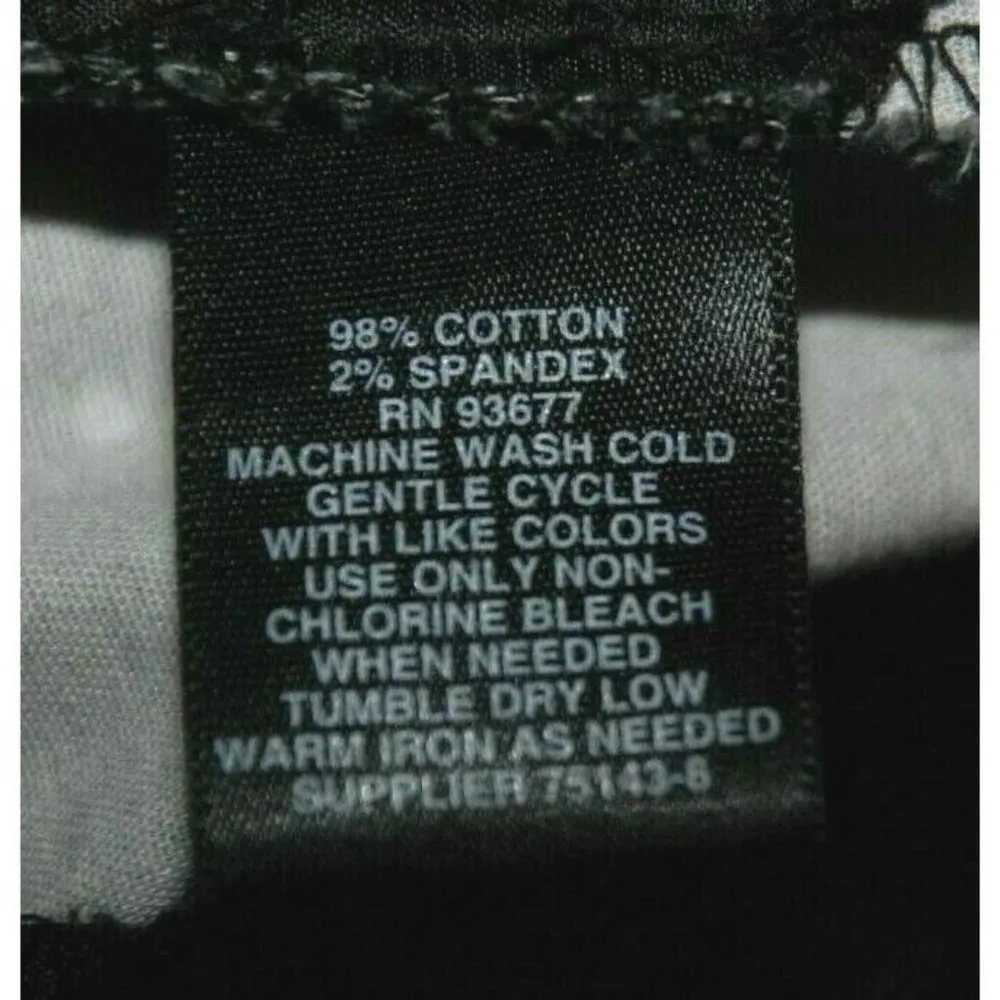 98% COTTON
2% SPANDEX
RN 93677
MACHINE WASH COLD
GENTLE CYCLE
WITH LIKE COLORS
USE ONLY NON-
CHLORINE BLEACH
WHEN NEEDED
TUMBLE DRY LOW
WARM IRON AS NEEDED
SUPPLIER 75143-6